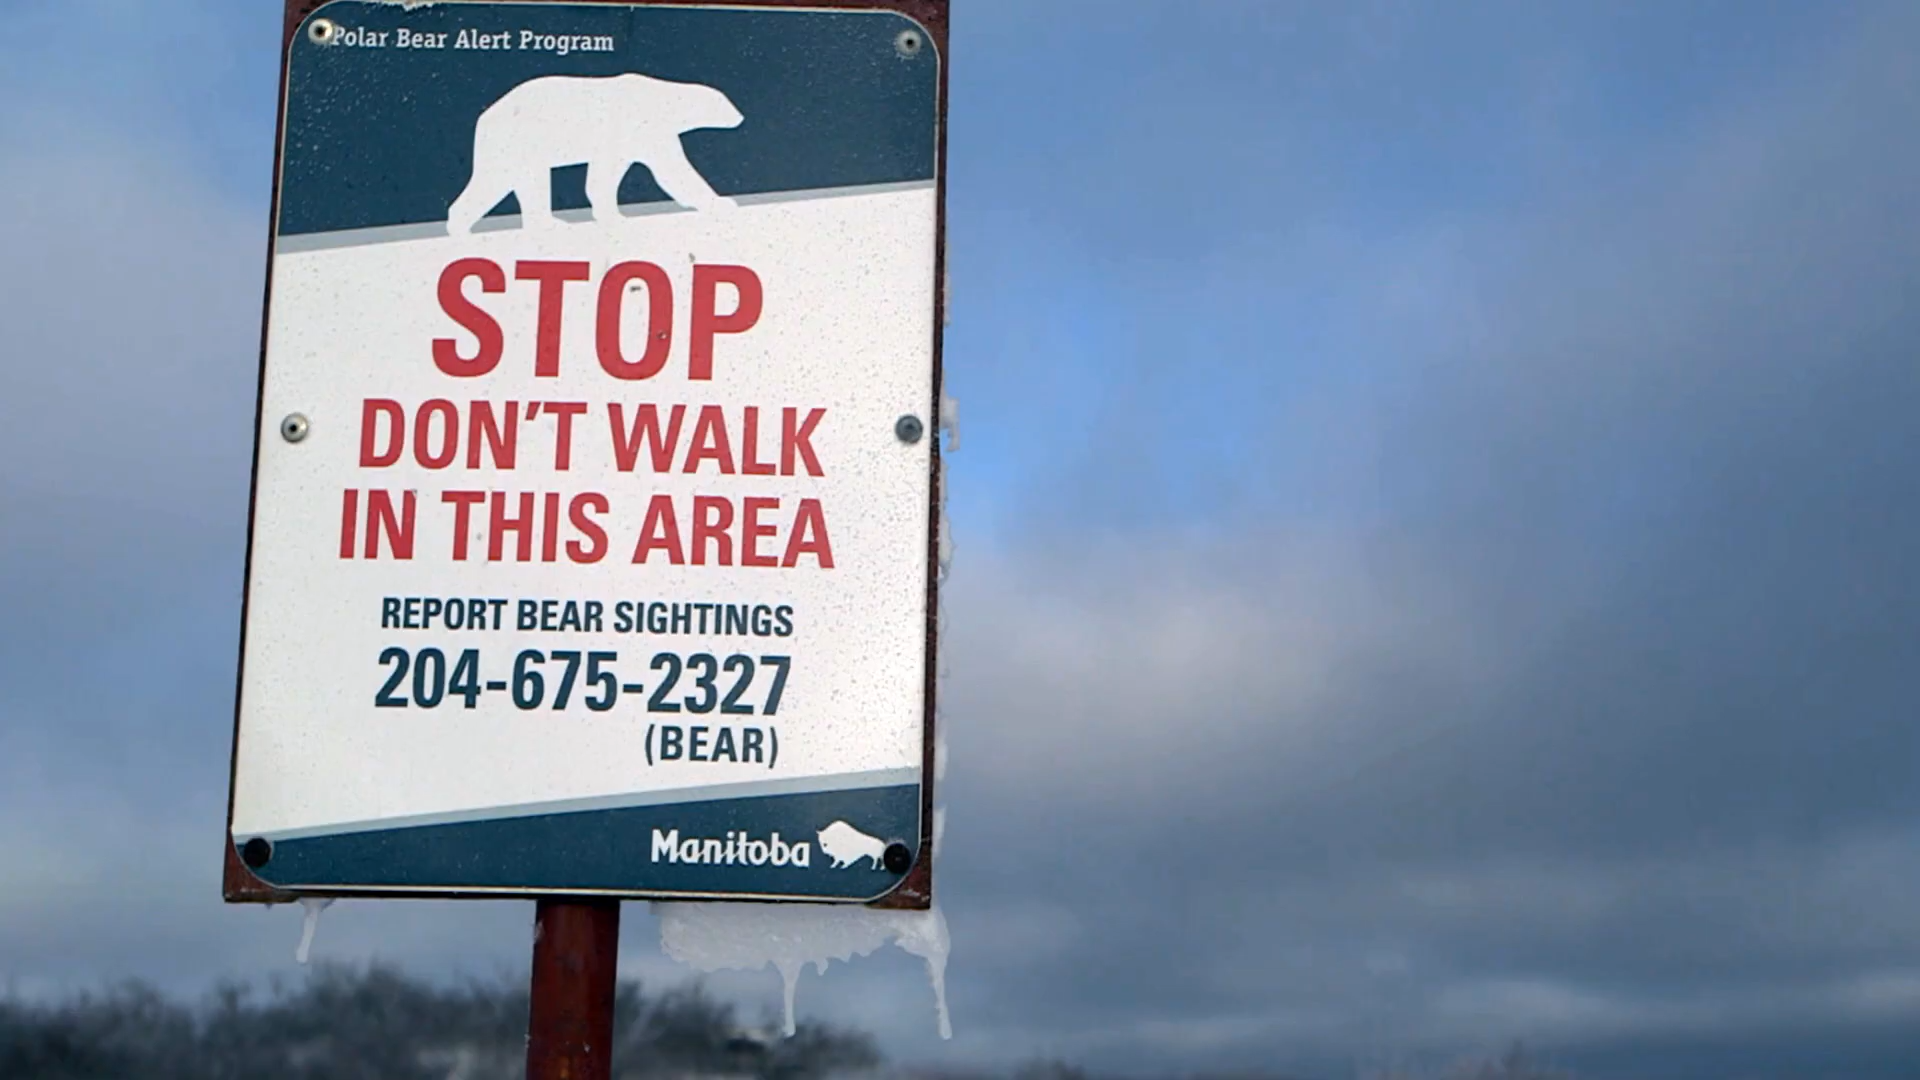 Polar Bear Alert Program
STOP
DON'T WALK
IN THIS AREA
REPORT BEAR SIGHTINGS
204-675-2327
(BEAR)
Manitoba